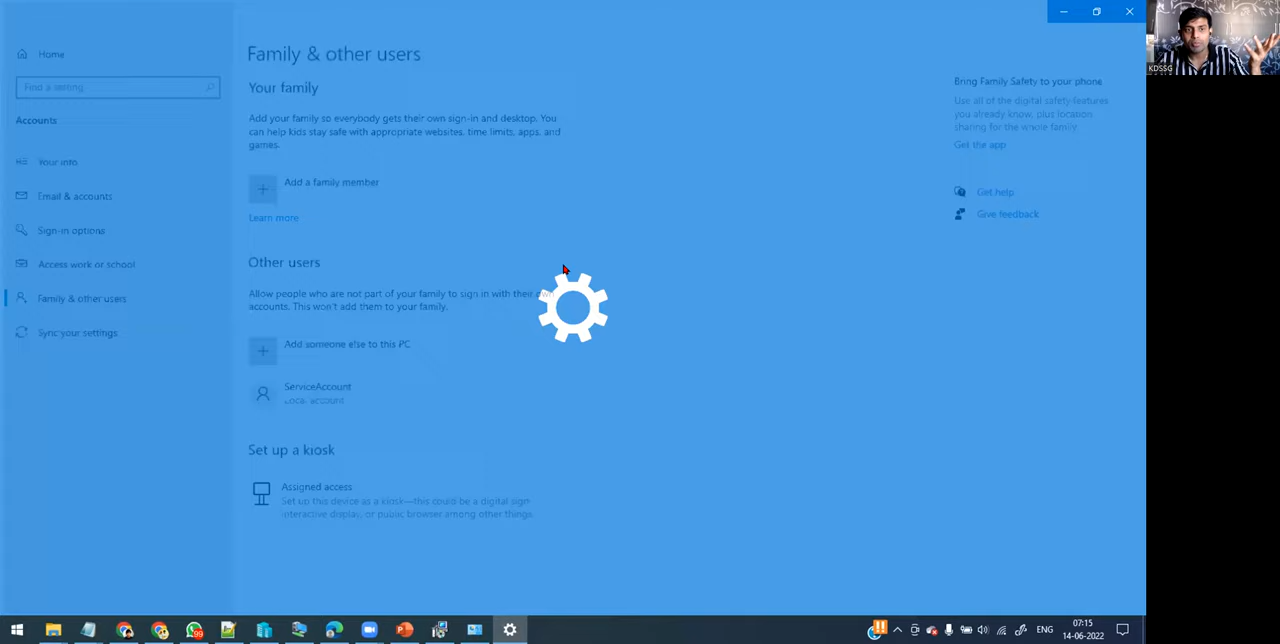 Home
Find a setting
Accounts
Your info
Email & accounts
Sign-in options
Access work or school
Family & other users
Sync your settings
Family & other users
Your family
Add your family so everybody gets their own sign-in and desktop. You
can help kids stay safe with appropriate websites, time limits, apps, and
games.
Add a family member
Learn more
Other users
Allow people who are not part of your family to sign in with their own
accounts. This won't add them to your family.
Add someone else to this PC
ServiceAccount
Local account
Set up a kiosk
Assigned access
Set up this device as a kiosk—this could be a digital sign,
interactive display, or public browser among other things.
Bring Family Safety to your phone
Use all of the digital safety features
you already know, plus location
sharing for the whole family.
Get the app
Get help
Give feedback
KDSSG
99
ENG
07:15
14-06-2022